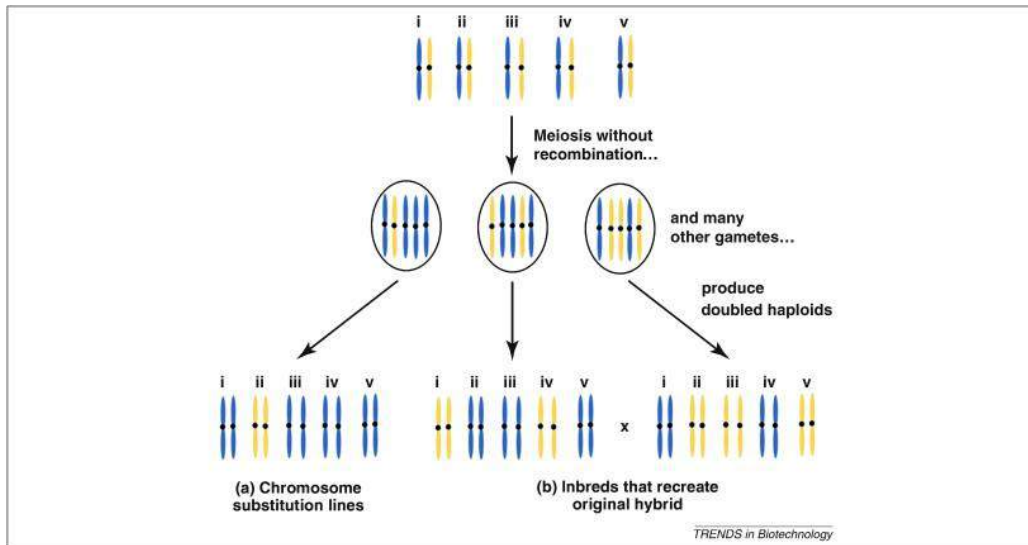 i ii iii iv v
Meiosis without
recombination...
and many
other gametes...
produce
doubled haploids
i ii iii iv v
i ii iii iv v
x
i ii iii iv v
(a) Chromosome
substitution lines
(b) Inbreds that recreate
original hybrid
TRENDS in Biotechnology